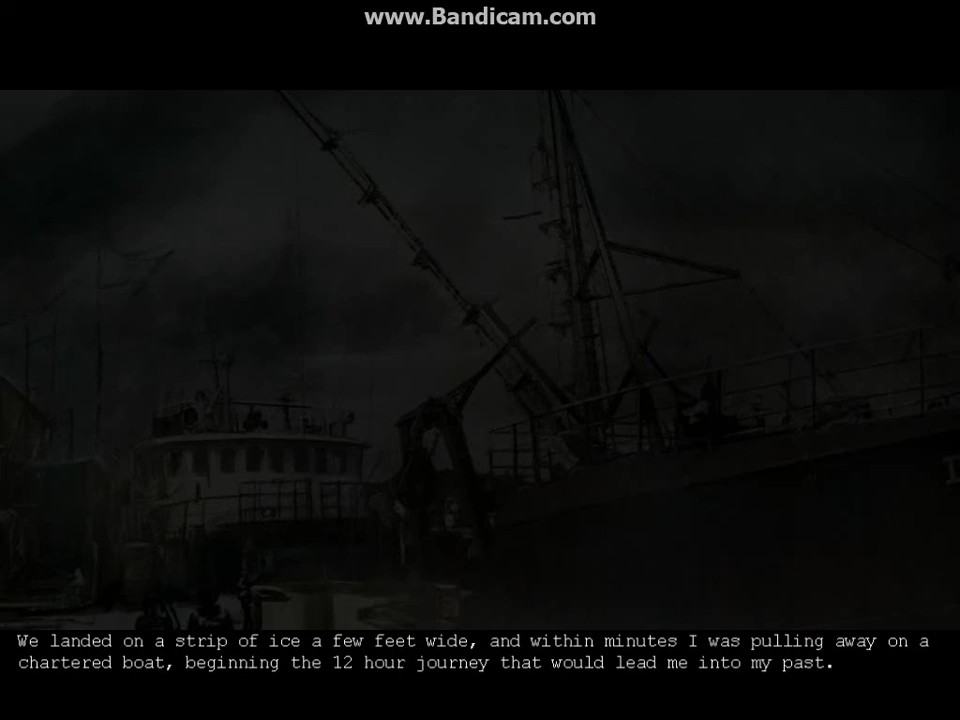 www.Bandicam.com
We landed on a strip of ice a few feet wide, and within minutes I was pulling away on a
chartered boat, beginning the 12 hour journey that would lead me into my past.